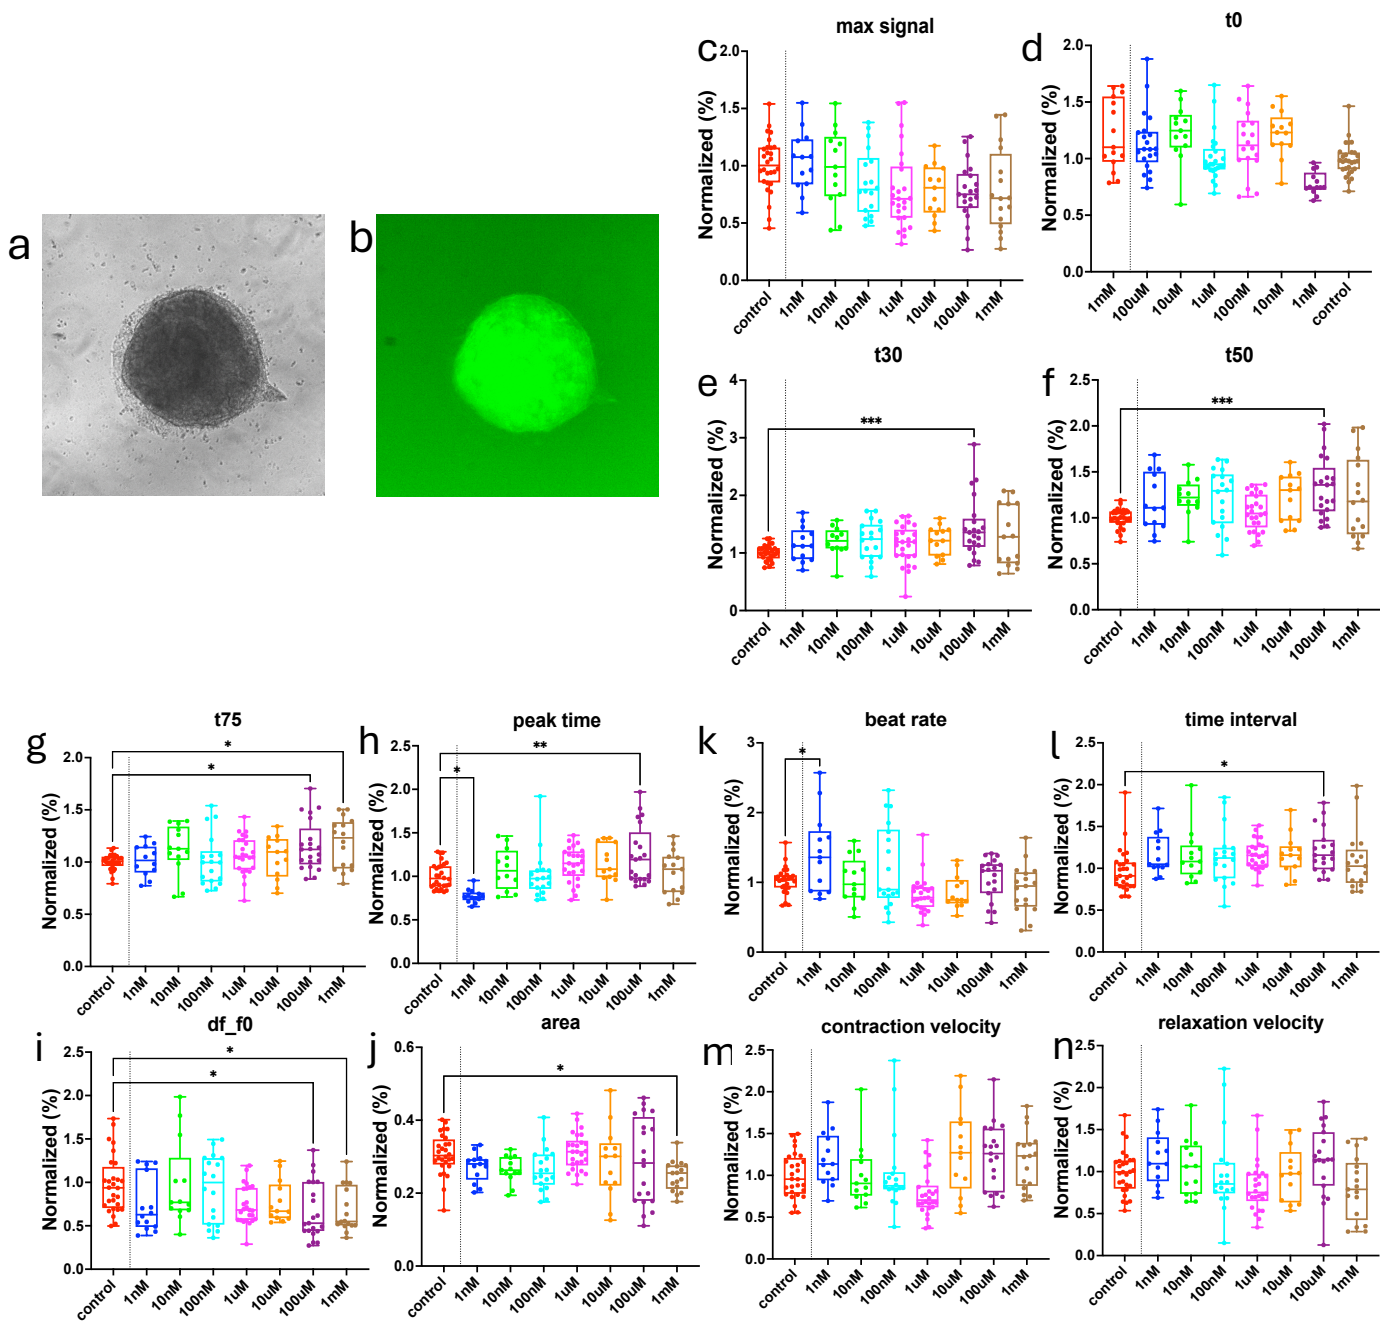 a
b
c
max signal
Normalized (%)
2.0
1.5
1.0
0.5
0.0
control
1nM
10nM
100nM
1uM
10uM
100uM
1mM
d
t0
Normalized (%)
2.0
1.5
1.0
0.5
0.0
1mM
100uM
10uM
1uM
100nM
10nM
1nM
control
e
t30
Normalized (%)
4
3
2
1
0
***
control
1nM
10nM
100nM
1uM
10uM
100uM
1mM
f
t50
Normalized (%)
2.5
2.0
1.5
1.0
0.5
0.0
***
control
1nM
10nM
100nM
1uM
10uM
100uM
1mM
g
t75
Normalized (%)
2.0
1.5
1.0
0.5
0.0
*
*
control
1nM
10nM
100nM
1uM
10uM
100uM
1mM
h
peak time
Normalized (%)
2.5
2.0
1.5
1.0
0.5
0.0
**
*
control
1nM
10nM
100nM
1uM
10uM
100uM
1mM
k
beat rate
Normalized (%)
3
2
1
0
*
control
1nM
10nM
100nM
1uM
10uM
100uM
1mM
l
time interval
Normalized (%)
2.5
2.0
1.5
1.0
0.5
0.0
*
control
1nM
10nM
100nM
1uM
10uM
100uM
1mM
i
df_f0
Normalized (%)
2.5
2.0
1.5
1.0
0.5
0.0
*
*
control
1nM
10nM
100nM
1uM
10uM
100uM
1mM
j
area
Normalized (%)
0.6
0.4
0.2
0.0
*
control
1nM
10nM
100nM
1uM
10uM
100uM
1mM
m
contraction velocity
Normalized (%)
2.5
2.0
1.5
1.0
0.5
0.0
control
1nM
10nM
100nM
1uM
10uM
100uM
1mM
n
relaxation velocity
Normalized (%)
2.5
2.0
1.5
1.0
0.5
0.0
control
1nM
10nM
100nM
1uM
10uM
100uM
1mM